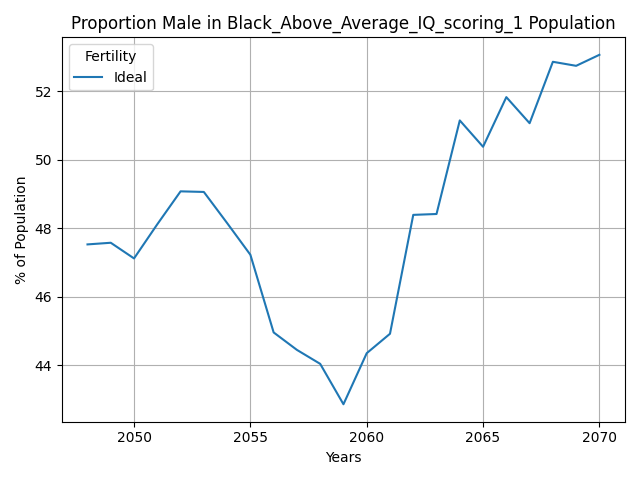 Proportion Male in Black_Above_Average_IQ_scoring_1 Population
Fertility
Ideal
% of Population
52
50
48
46
44
2050 2055 2060 2065 2070
Years